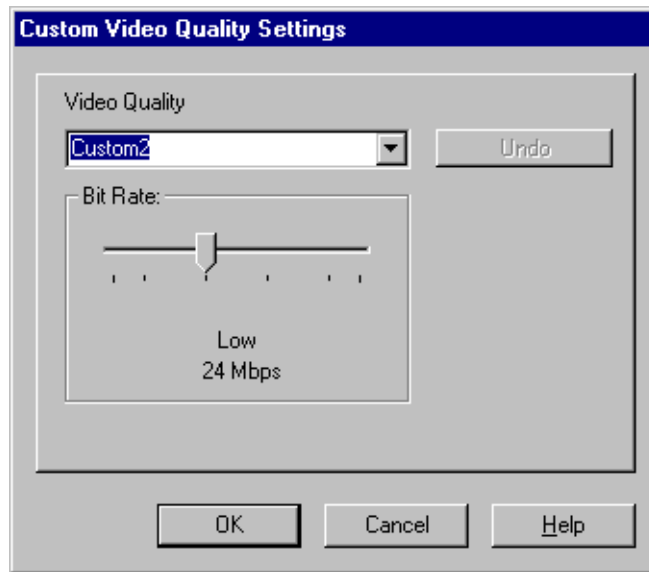 Custom Video Quality Settings
Video Quality
Custom2
Undo
Bit Rate:
Low
24 Mbps
OK
Cancel
Help